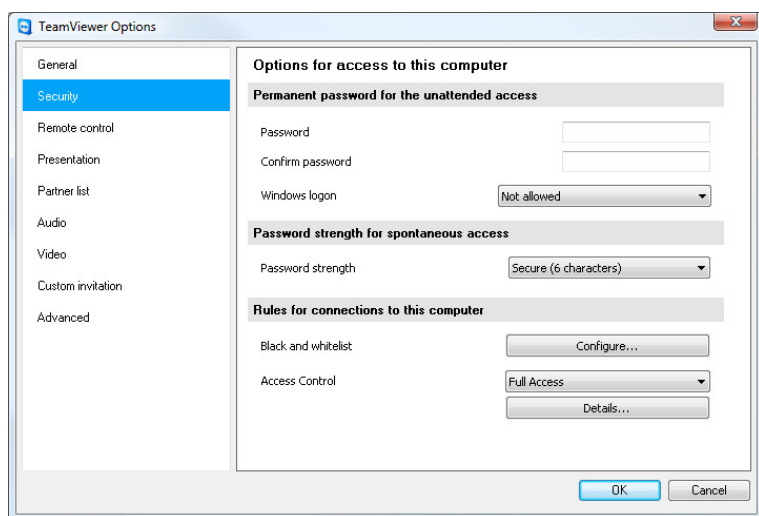 TeamViewer Options
General
Security
Remote control
Presentation
Partner list
Audio
Video
Custom invitation
Advanced
Options for access to this computer
Permanent password for the unattended access
Password
Confirm password
Windows logon Not allowed
Password strength for spontaneous access
Password strength Secure (6 characters)
Rules for connections to this computer
Black and whitelist Configure...
Access Control Full Access
Details...
OK Cancel